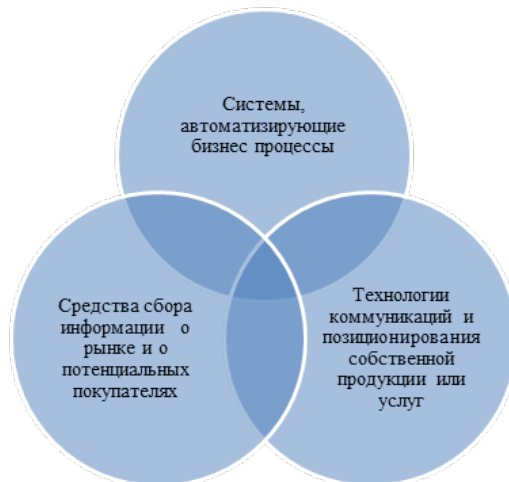 Системы,
автоматизирующие
бизнес процессы
Средства сбора
информации о
рынке и о
потенциальных
покупателях
Технологии
коммуникаций и
позиционирования
собственной
продукции или
услуг